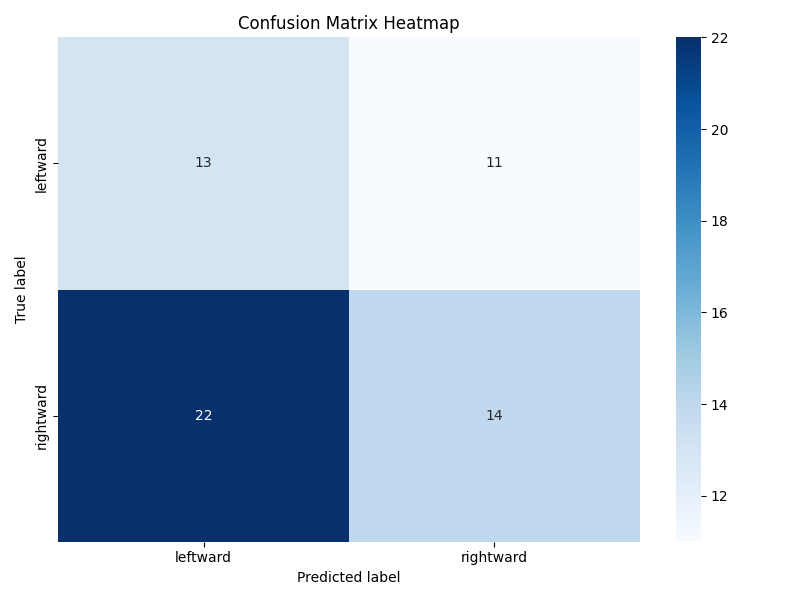 Confusion Matrix Heatmap
leftward
rightward
True label
13
11
22
14
leftward
rightward
Predicted label
22
20
18
16
14
12